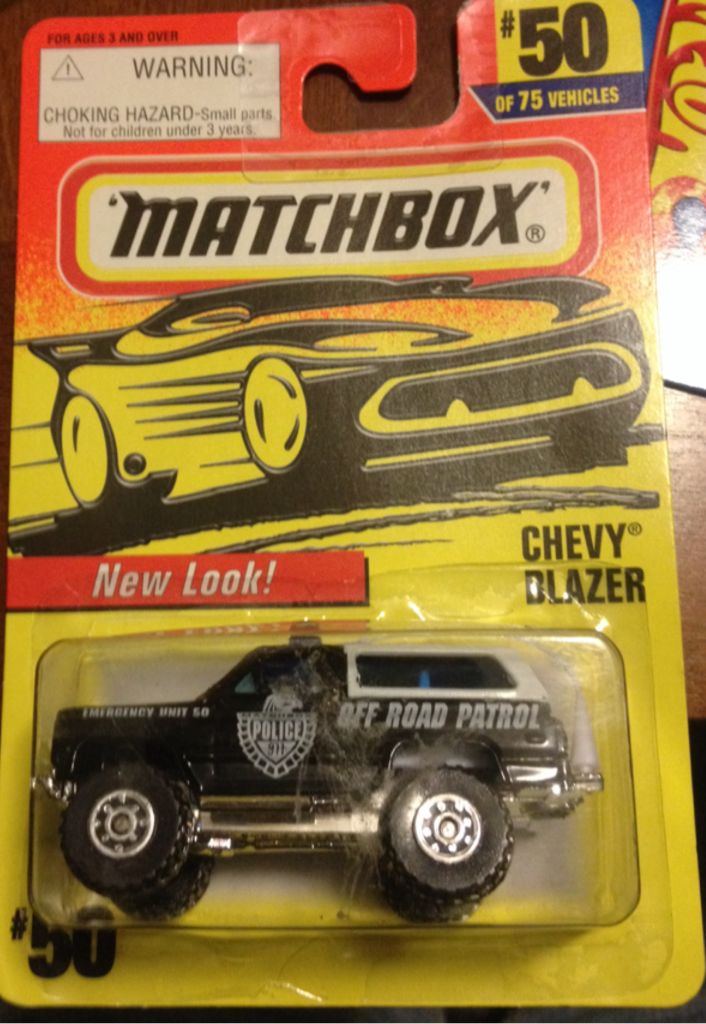 FOR AGES 3 AND OVER
WARNING:
CHOKING HAZARD-Small parts.
Not for children under 3 years.
#50
OF 75 VEHICLES
'MATCHBOX'®
CHEVY®
BLAZER
New Look!
EMERGENCY UNIT 50
POLICE
911
OFF ROAD PATROL
#50